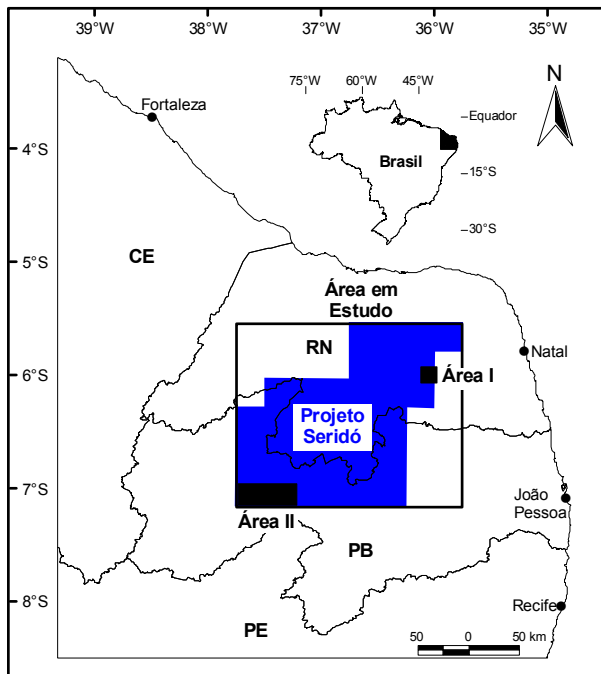 39°W 38°W 37°W 36°W 35°W
75°W 60°W 45°W
N
Fortaleza
Equador
4°S
Brasil
15°S
30°S
CE
5°S
Área em
Estudo
RN
Natal
6°S
Área I
Projeto
Seridó
7°S
João
Pessoa
Área II
PB
8°S
Recife
PE
50 0 50 km